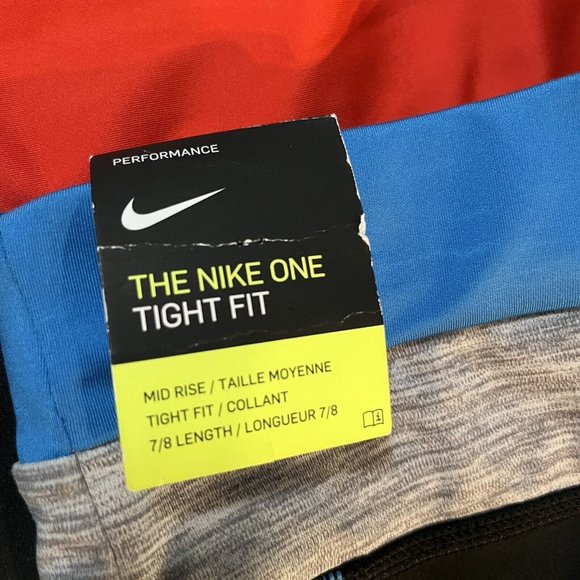 PERFORMANCE
THE NIKE ONE
TIGHT FIT
MID RISE / TAILLE MOYENNE
TIGHT FIT / COLLANT
7/8 LENGTH / LONGUEUR 7/8
i